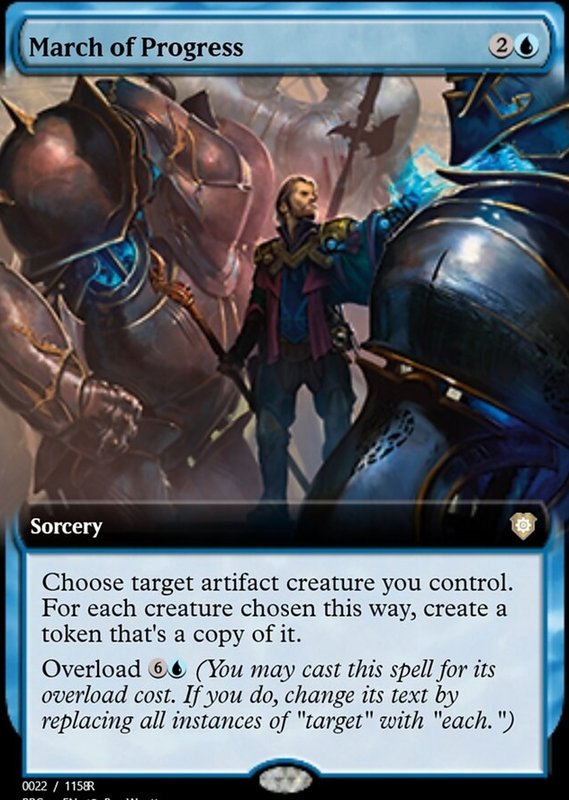 March of Progress 2
Sorcery
Choose target artifact creature you control.
For each creature chosen this way, create a
token that's a copy of it.
Overload 6 (You may cast this spell for its
overload cost. If you do, change its text by
replacing all instances of "target" with "each.")
0022 / 1158R